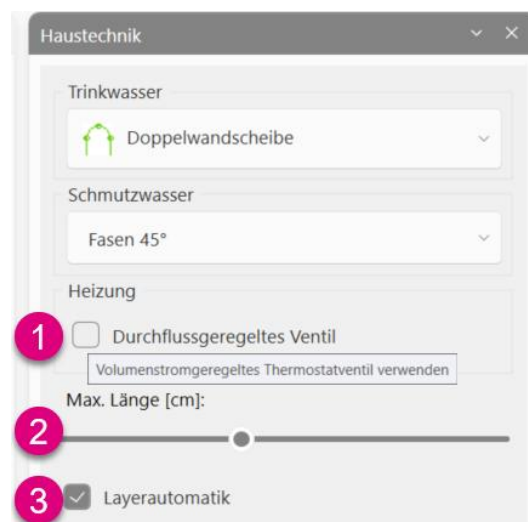 Haustechnik
Trinkwasser
Doppelwandscheibe
Schmutzwasser
Fasen 45°
Heizung
1 Durchflussgeregeltes Ventil
Volumenstromgeregeltes Thermostatventil verwenden
Max. Länge [cm]:
2
3 Layerautomatik